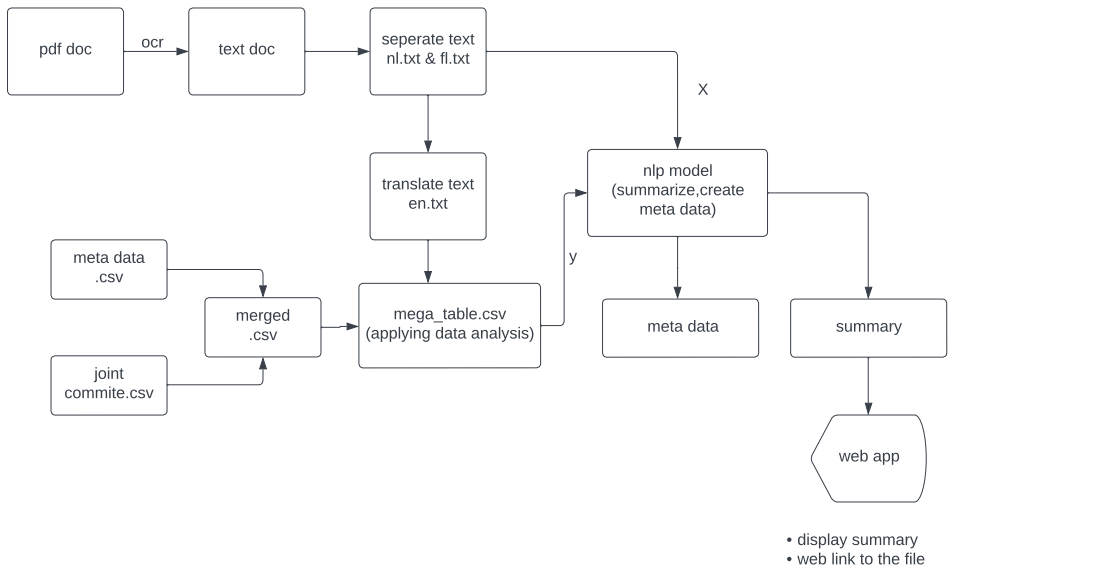 pdf doc
ocr
text doc
seperate text
nl.txt & fl.txt
X
translate text
en.txt
nlp model
(summarize,create
meta data)
y
meta data
.csv
merged
.csv
joint
commite.csv
mega_table.csv
(applying data analysis)
meta data
summary
web app
• display summary
• web link to the file